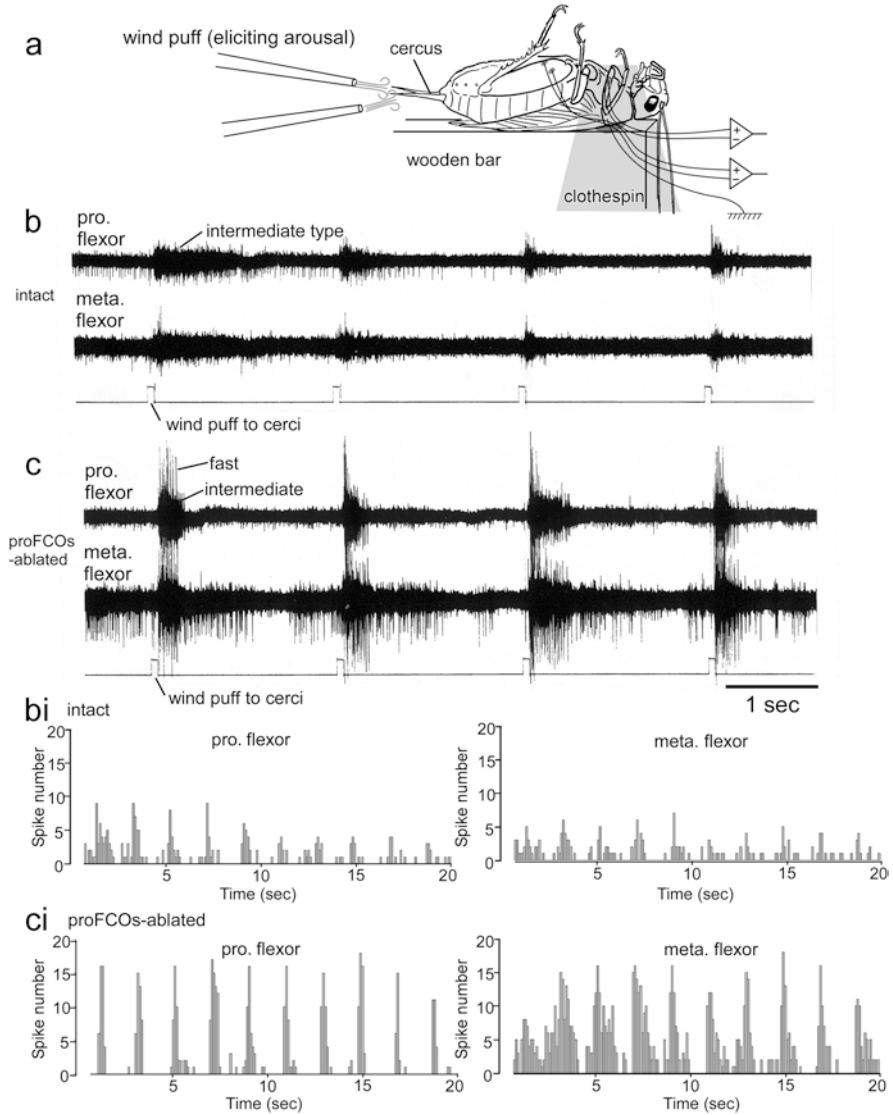 a
wind puff (eliciting arousal)
cercus
wooden bar
clothespin
+
−
+
−
b
pro.
flexor
intermediate type
intact
meta.
flexor
wind puff to cerci
c
pro.
flexor
fast
intermediate
proFCOs
-ablated
meta.
flexor
wind puff to cerci
1 sec
bi intact
pro. flexor
meta. flexor
Spike number
20
15
10
5
0
5 10 15 20
Time (sec)
Spike number
20
15
10
5
0
5 10 15 20
Time (sec)
ci proFCOs-ablated
pro. flexor
meta. flexor
Spike number
20
15
10
5
0
5 10 15 20
Time (sec)
Spike number
20
15
10
5
0
5 10 15 20
Time (sec)